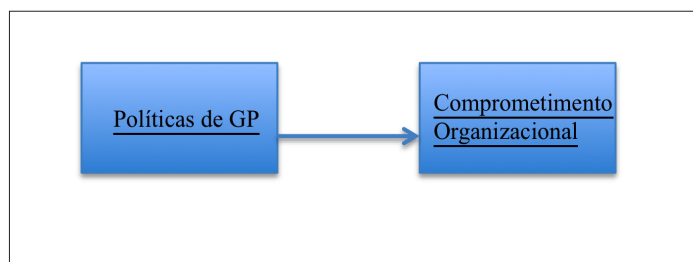 Políticas de GP
Comprometimento
Organizacional